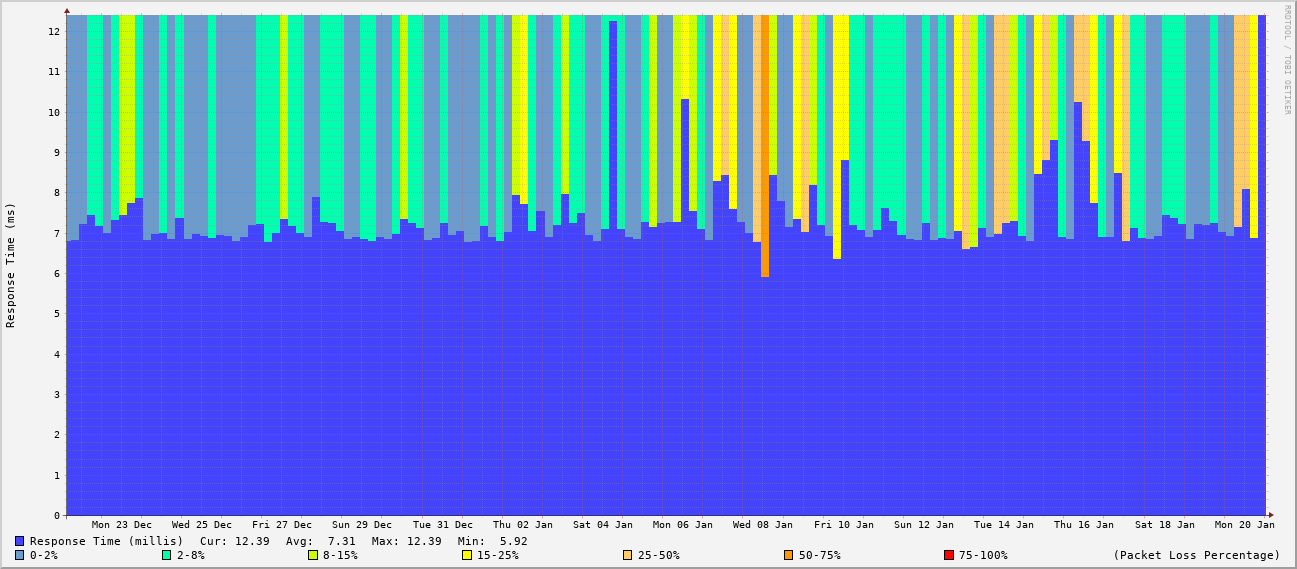 RRDTOOL / TOBI OETIKER
Response Time (ms)
12
11
10
9
8
7
6
5
4
3
2
1
0
Mon 23 Dec Wed 25 Dec Fri 27 Dec Sun 29 Dec Tue 31 Dec Thu 02 Jan Sat 04 Jan Mon 06 Jan Wed 08 Jan Fri 10 Jan Sun 12 Jan Tue 14 Jan Thu 16 Jan Sat 18 Jan Mon 20 Jan
Response Time (millis) Cur: 12.39 Avg: 7.31 Max: 12.39 Min: 5.92
0-2% 2-8% 8-15% 15-25% 25-50% 50-75% 75-100% (Packet Loss Percentage)